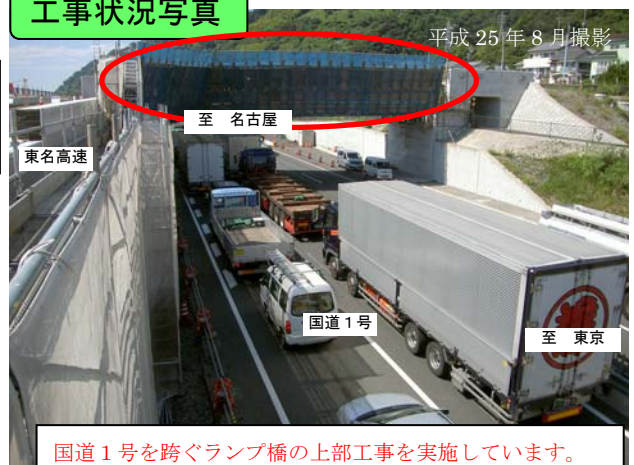 工事状況写真
平成 25 年 8 月撮影
至　名古屋
東名高速
国道１号
至　東京
国道１号を跨ぐランプ橋の上部工事を実施しています。